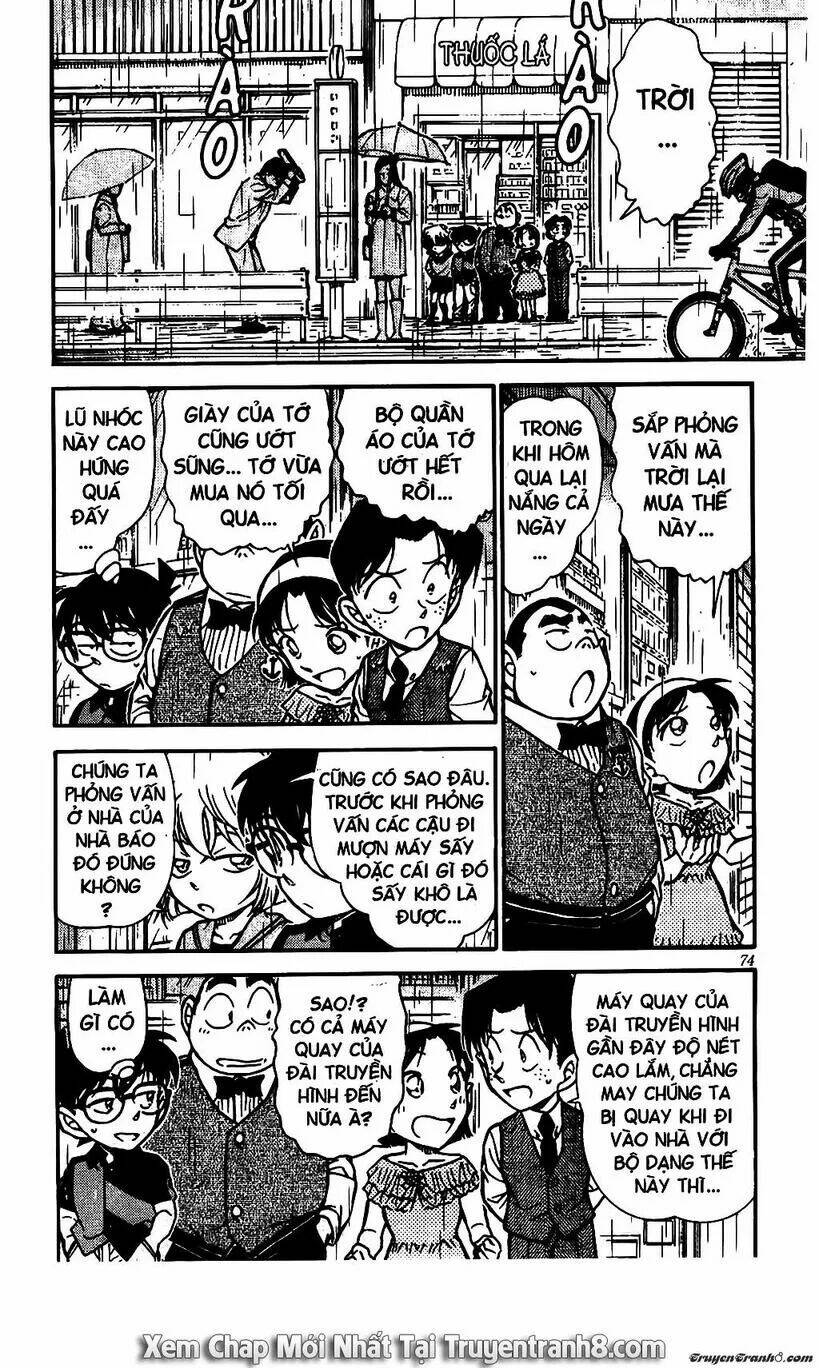 RÀO
RÀO
THUỐC LÁ
TRỜI
...
SẮP PHỎNG
VẤN MÀ
TRỜI LẠI
MƯA THẾ
NÀY...
TRONG
KHI HÔM
QUA LẠI
NẮNG CẢ
NGÀY
...
BỘ QUẦN
ÁO CỦA TỚ
ƯỚT HẾT
RỒI...
GIÀY CỦA TỚ
CŨNG ƯỚT
SŨNG... TỚ VỪA
MUA NÓ TỐI
QUA...
LŨ NHÓC
NÀY CAO
HỨNG
QUÁ
ĐẤY
...
CŨNG CÓ SAO ĐÂU.
TRƯỚC KHI PHỎNG
VẤN CÁC CẬU ĐI
MƯỢN MÁY SẤY
HOẶC CÁI GÌ ĐÓ
SẤY KHÔ LÀ
ĐƯỢC...
CHÚNG TA
PHỎNG VẤN
Ở NHÀ CỦA
NHÀ BÁO
ĐÓ ĐÚNG
KHÔNG
?
74
MÁY QUAY CỦA
ĐÀI TRUYỀN HÌNH
GẦN ĐÂY ĐỘ NÉT
CAO LẮM, CHẲNG
MAY CHÚNG TA
BỊ QUAY KHI ĐI
VÀO NHÀ VỚI
BỘ DẠNG THẾ
NÀY THÌ...
SAO!?
CÓ CẢ MÁY
QUAY CỦA
ĐÀI TRUYỀN
HÌNH ĐẾN
NỮA À?
LÀM
GÌ CÓ
...
Xem Chap Mới Nhất Tại Truyentranh8.com
TruyenTranh8.com